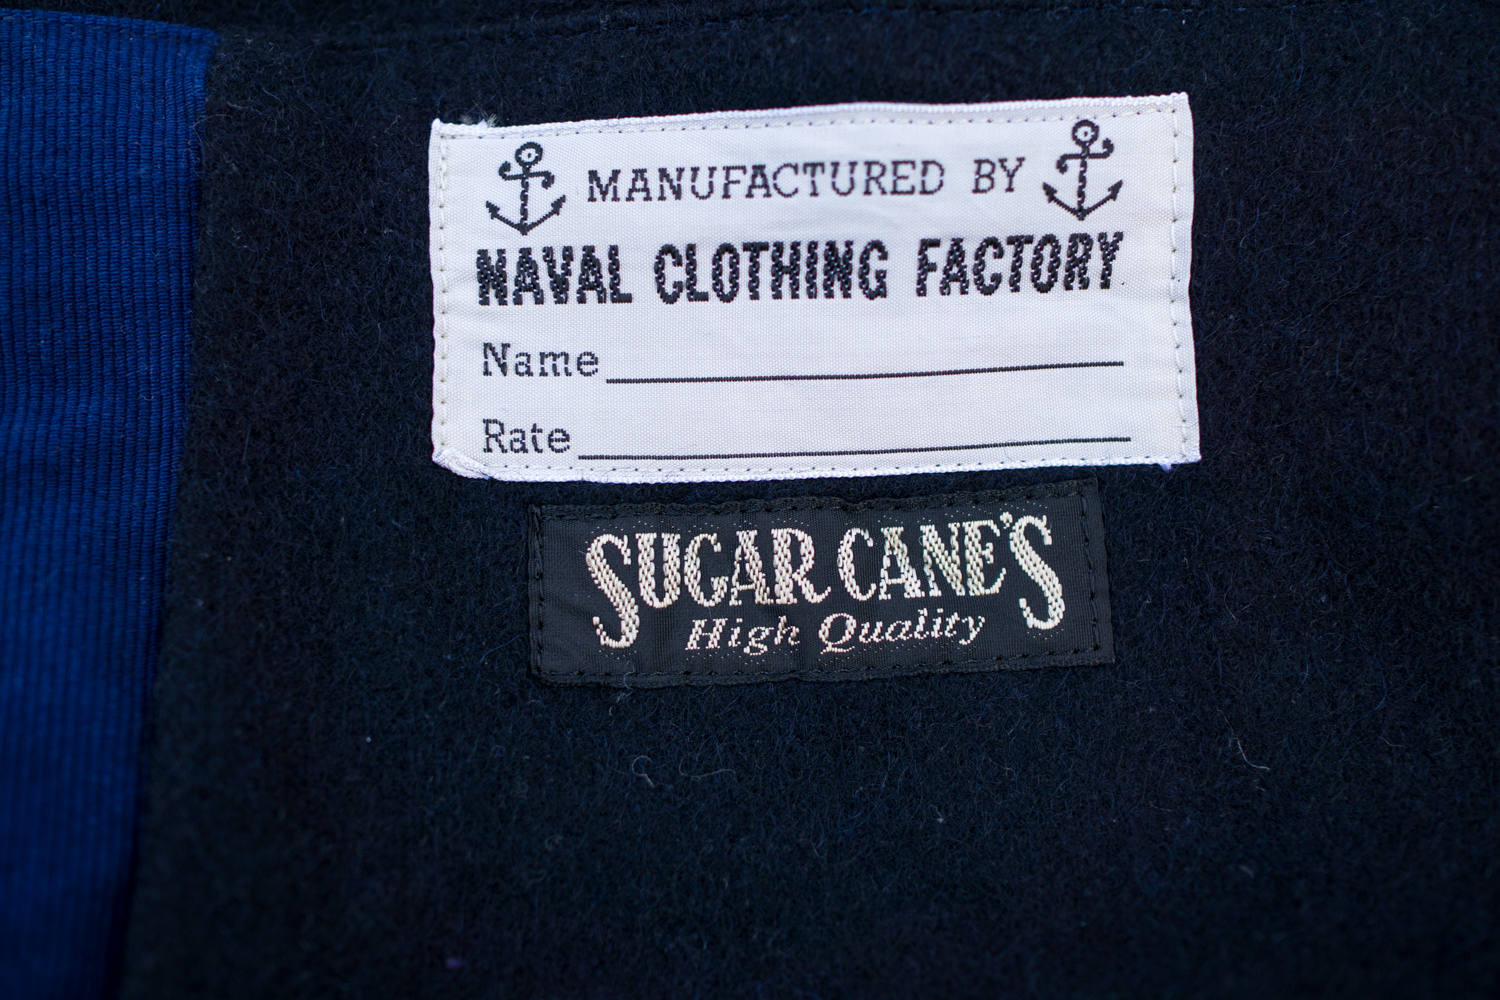 MANUFACTURED BY
NAVAL CLOTHING FACTORY
Name
Rate
SUGAR CANE'S
High Quality